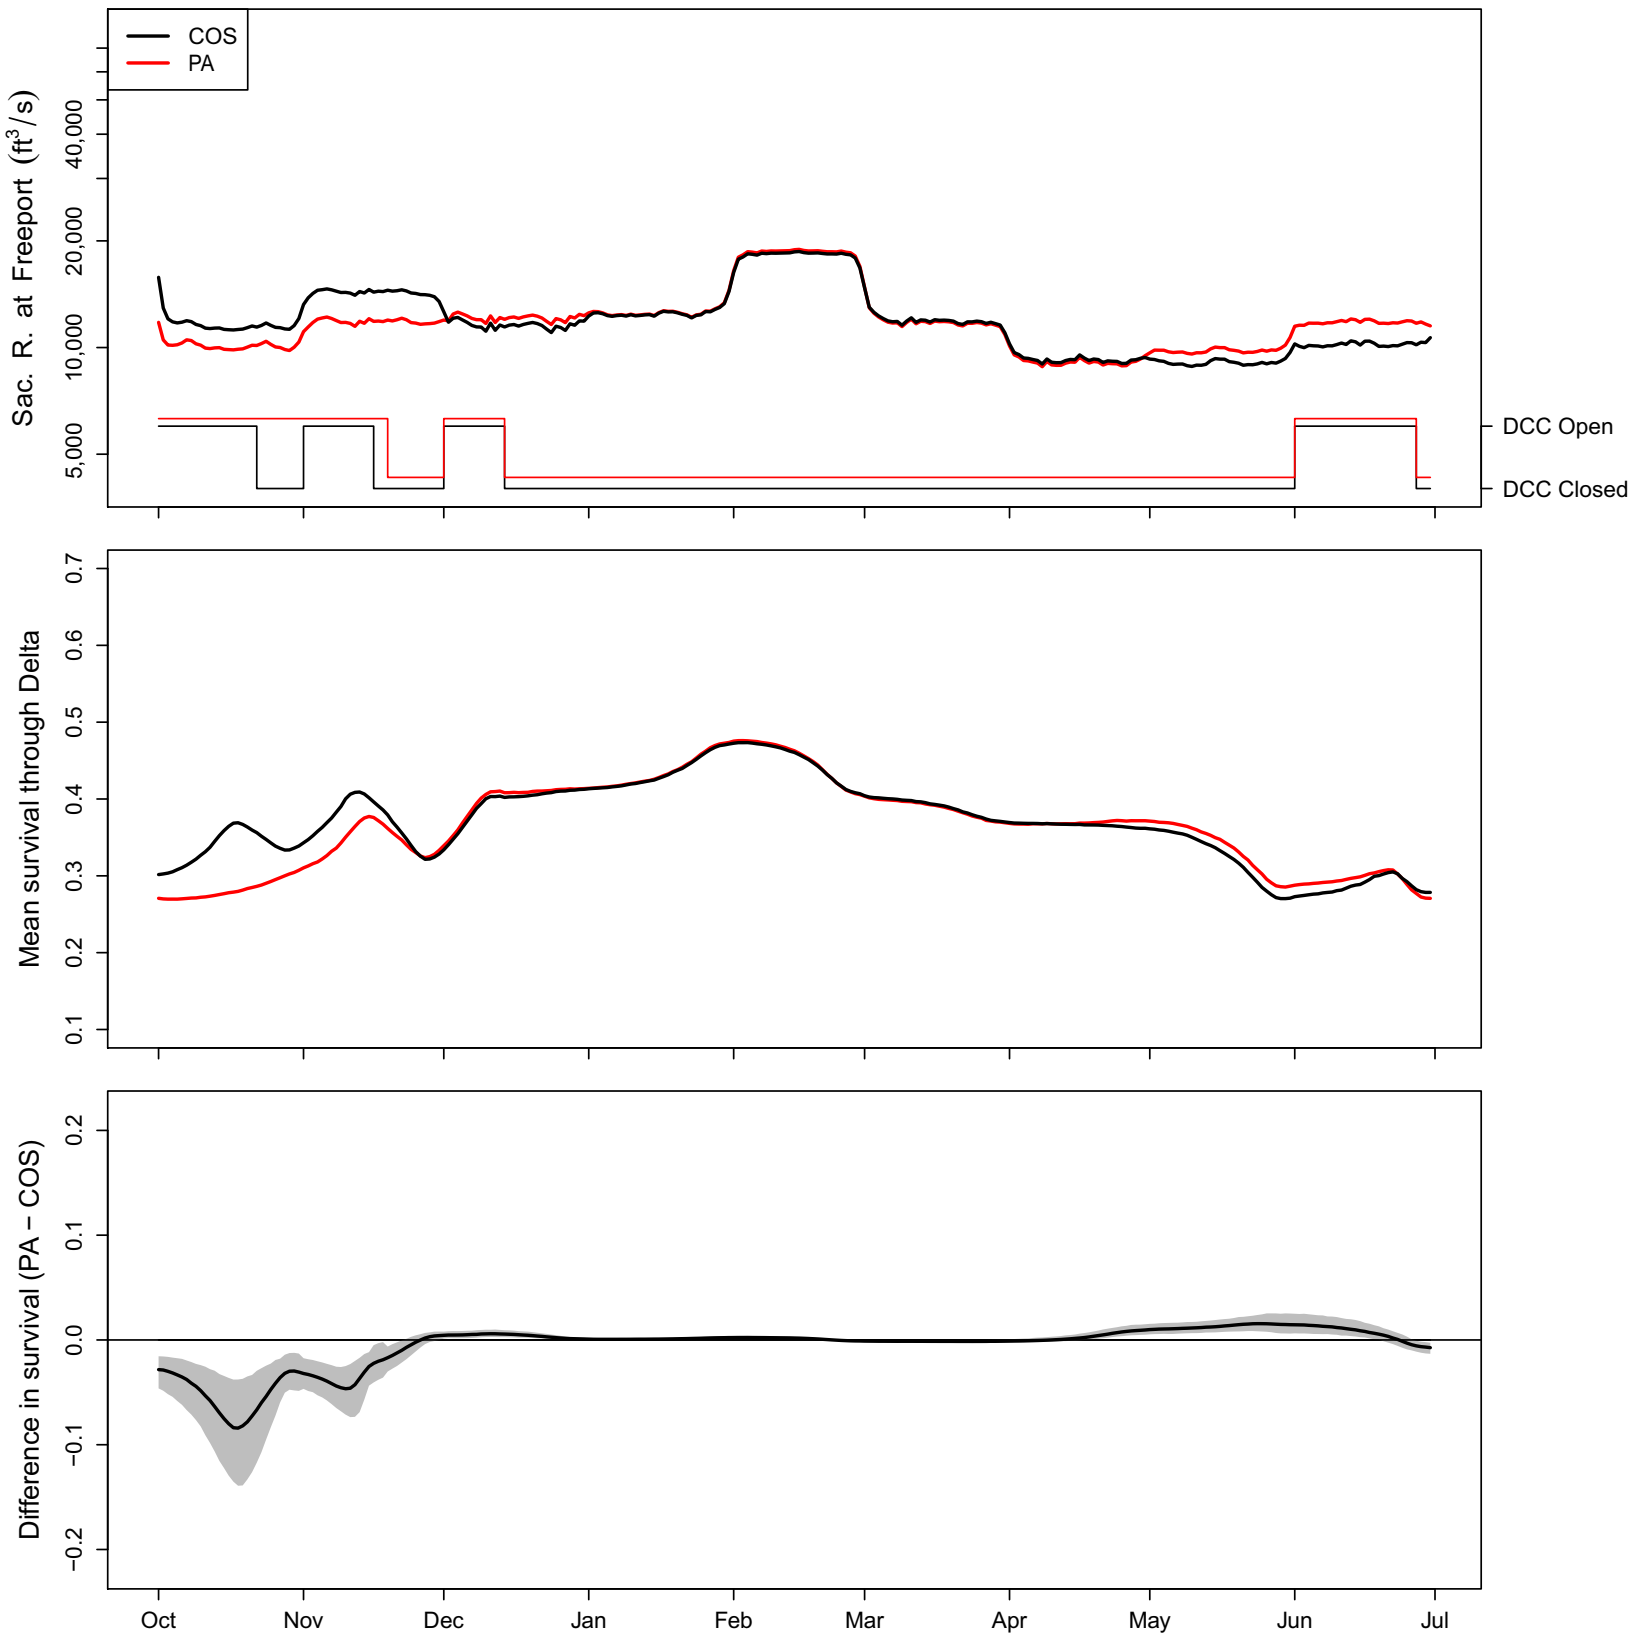 COS
PA
Sac. R. at Freeport (ft³/s)
40,000
20,000
10,000
5,000
DCC Open
DCC Closed
Mean survival through Delta
0.7
0.6
0.5
0.4
0.3
0.2
0.1
Difference in survival (PA − COS)
0.2
0.1
0.0
−0.1
−0.2
Oct Nov Dec Jan Feb Mar Apr May Jun Jul